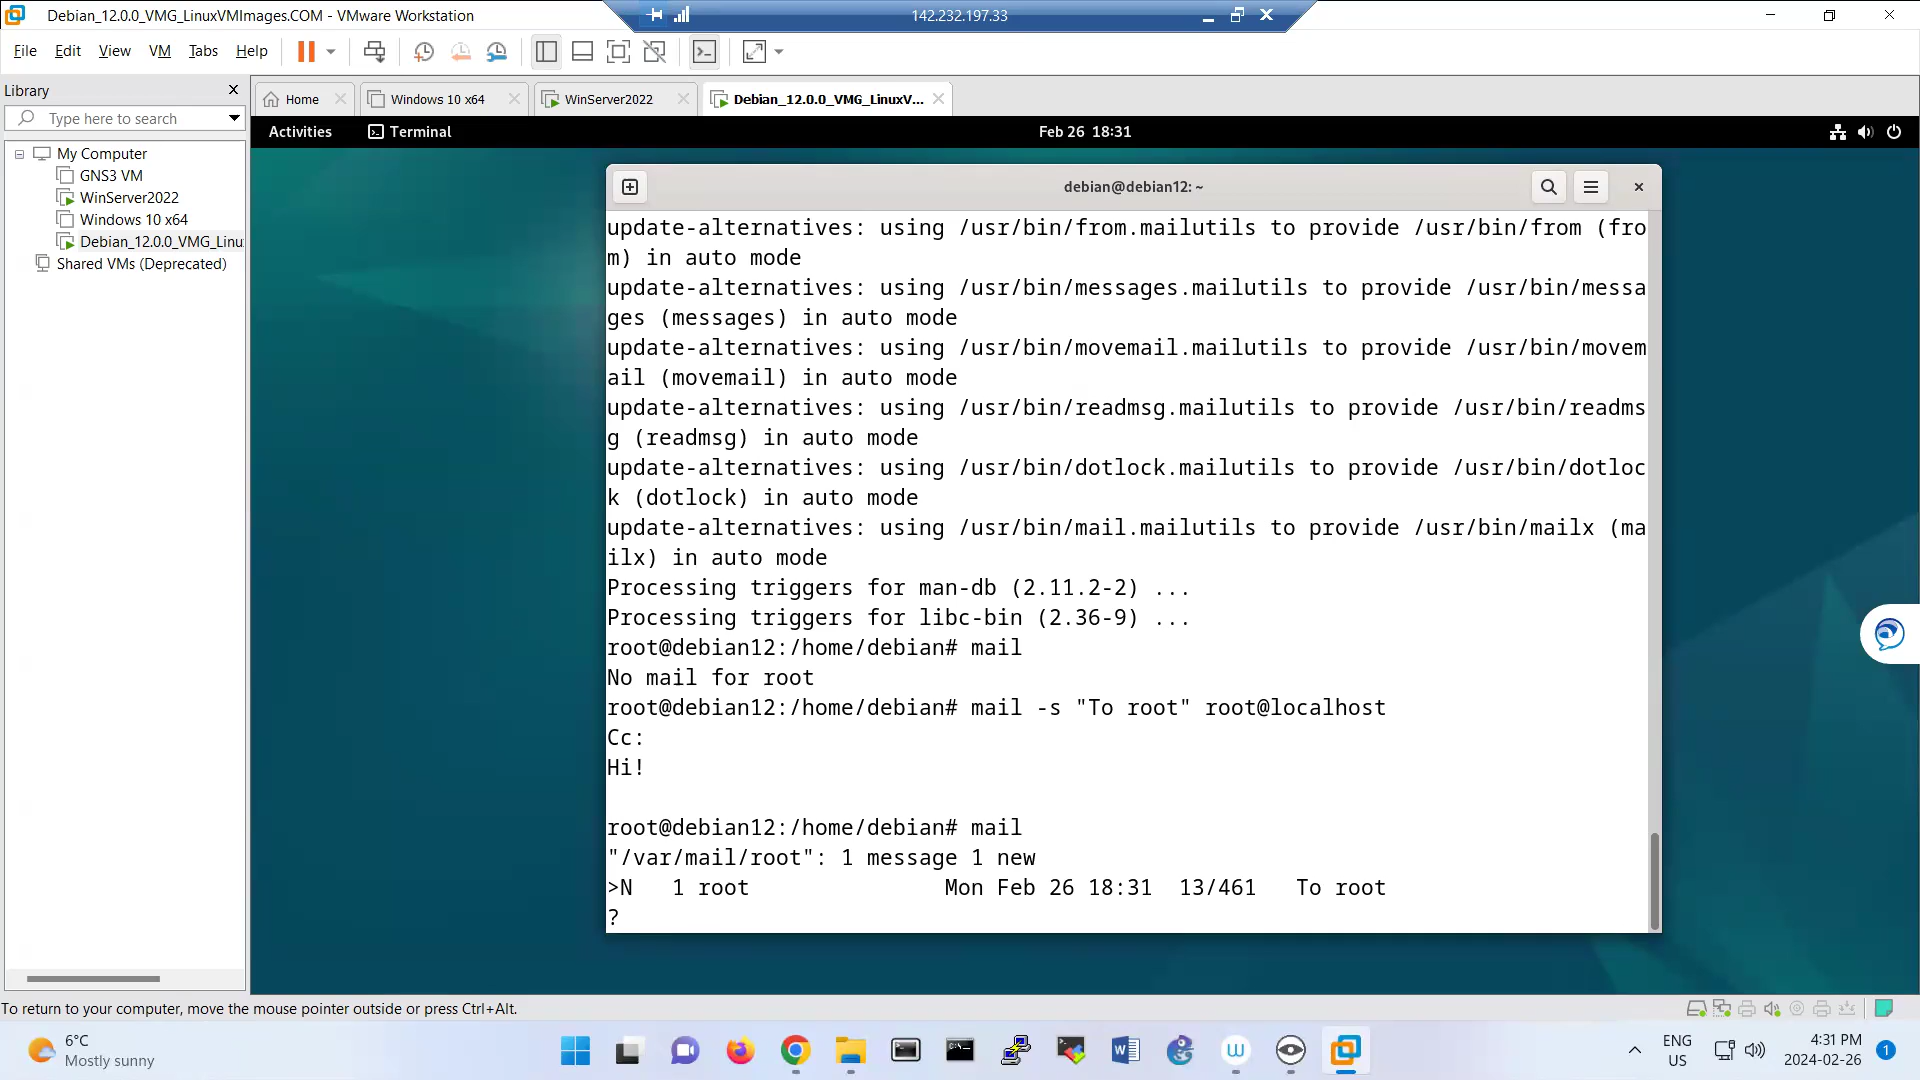 Debian_12.0.0_VMG_LinuxVMImages.COM - VMware Workstation
142.232.197.33
File Edit View VM Tabs Help
Library
Type here to search
My Computer
GNS3 VM
WinServer2022
Windows 10 x64
Debian_12.0.0_VMG_Linu
Shared VMs (Deprecated)
Home
Windows 10 x64
WinServer2022
Debian_12.0.0_VMG_LinuxV...
Activities
Terminal
Feb 26 18:31
debian@debian12: ~
update-alternatives: using /usr/bin/from.mailutils to provide /usr/bin/from (fro
m) in auto mode
update-alternatives: using /usr/bin/messages.mailutils to provide /usr/bin/messa
ges (messages) in auto mode
update-alternatives: using /usr/bin/movemail.mailutils to provide /usr/bin/movem
ail (movemail) in auto mode
update-alternatives: using /usr/bin/readmsg.mailutils to provide /usr/bin/readms
g (readmsg) in auto mode
update-alternatives: using /usr/bin/dotlock.mailutils to provide /usr/bin/dotloc
k (dotlock) in auto mode
update-alternatives: using /usr/bin/mail.mailutils to provide /usr/bin/mailx (ma
ilx) in auto mode
Processing triggers for man-db (2.11.2-2) ...
Processing triggers for libc-bin (2.36-9) ...
root@debian12:/home/debian# mail
No mail for root
root@debian12:/home/debian# mail -s "To root" root@localhost
Cc:
Hi!
root@debian12:/home/debian# mail
"/var/mail/root": 1 message 1 new
>N   1 root               Mon Feb 26 18:31  13/461   To root
?
To return to your computer, move the mouse pointer outside or press Ctrl+Alt.
6°C
Mostly sunny
ENG
US
4:31 PM
2024-02-26
1